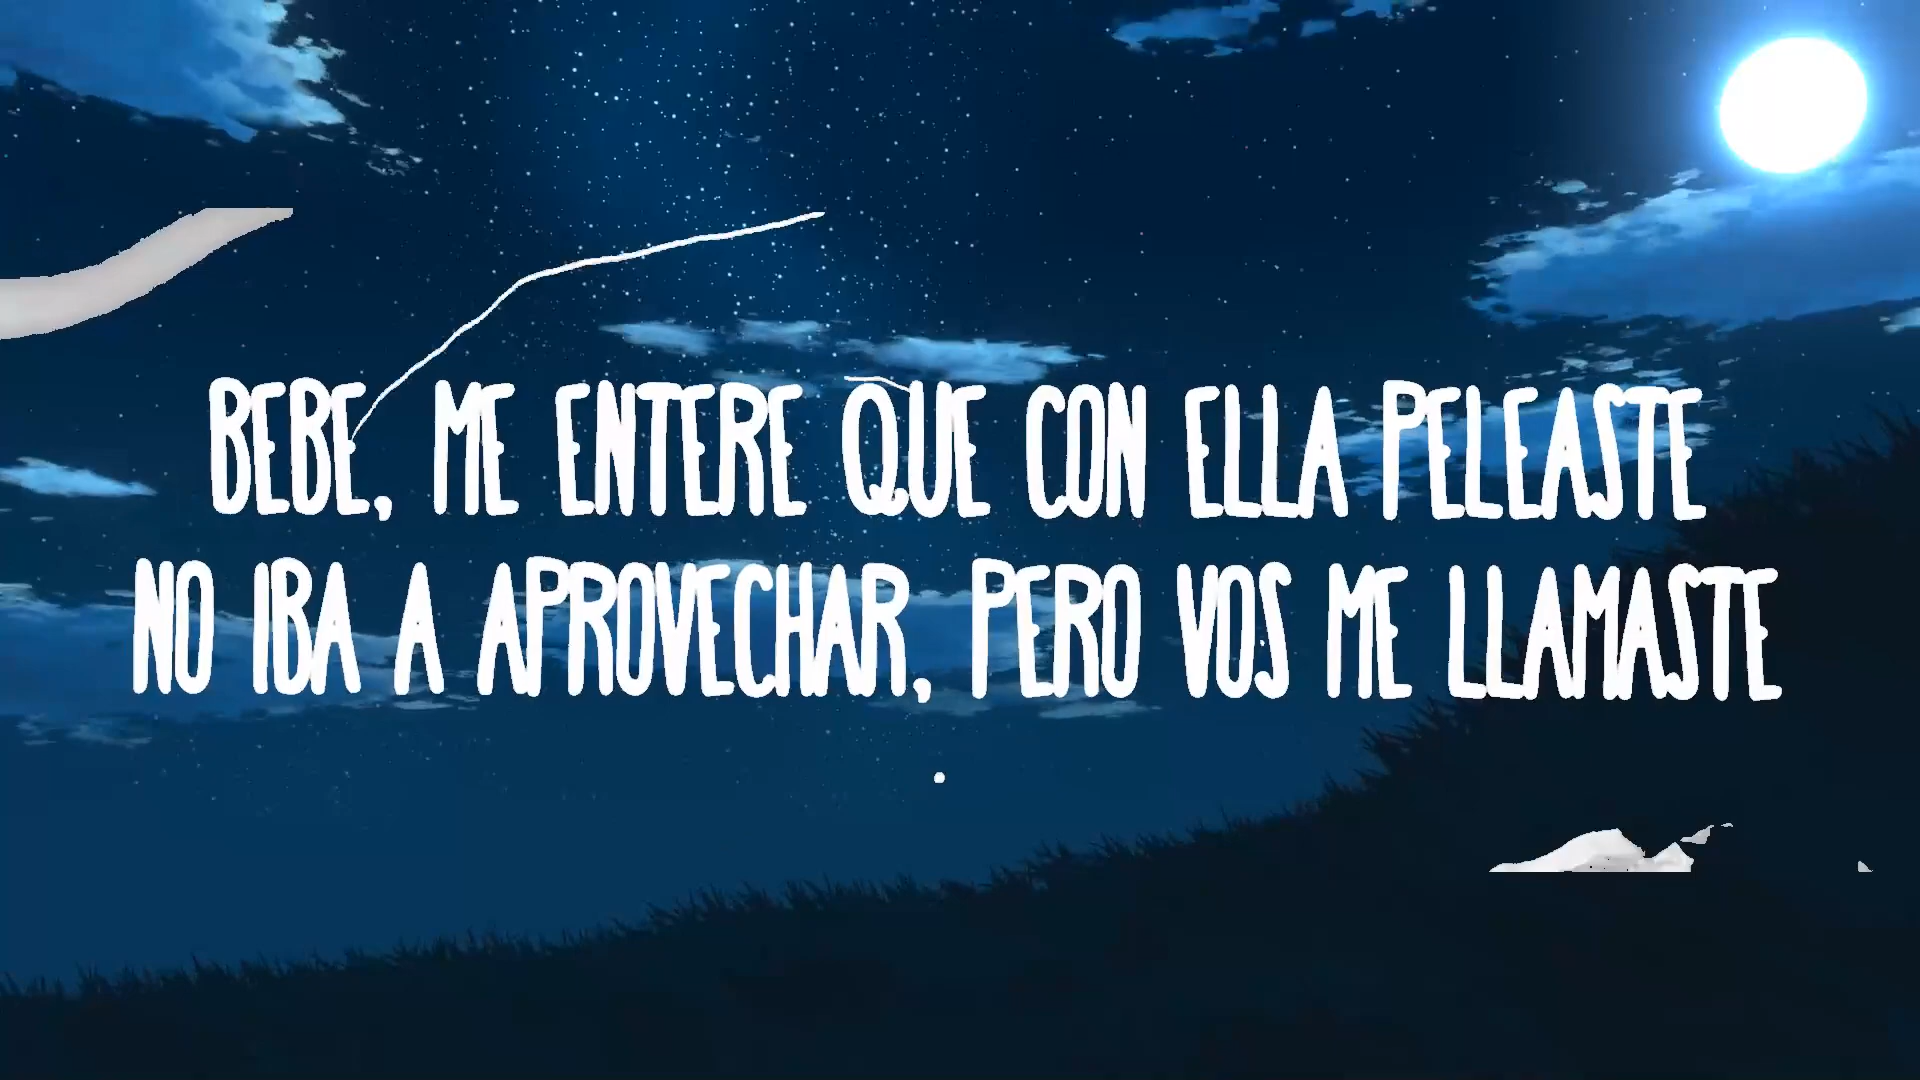 BEBE, ME ENTERE QUE CON ELLA PELEASTE
NO IBA A APROVECHAR, PERO VOS ME LLAMASTE
.